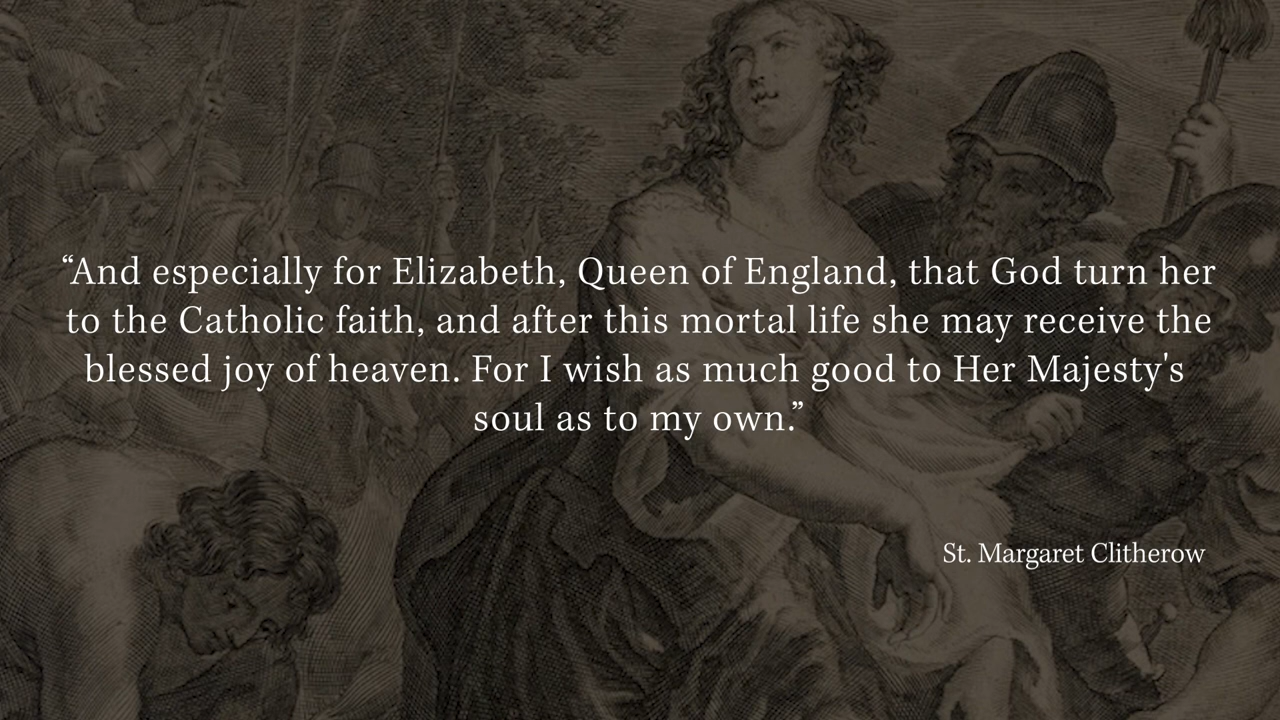 “And especially for Elizabeth, Queen of England, that God turn her
to the Catholic faith, and after this mortal life she may receive the
blessed joy of heaven. For I wish as much good to Her Majesty's
soul as to my own.”
St. Margaret Clitherow